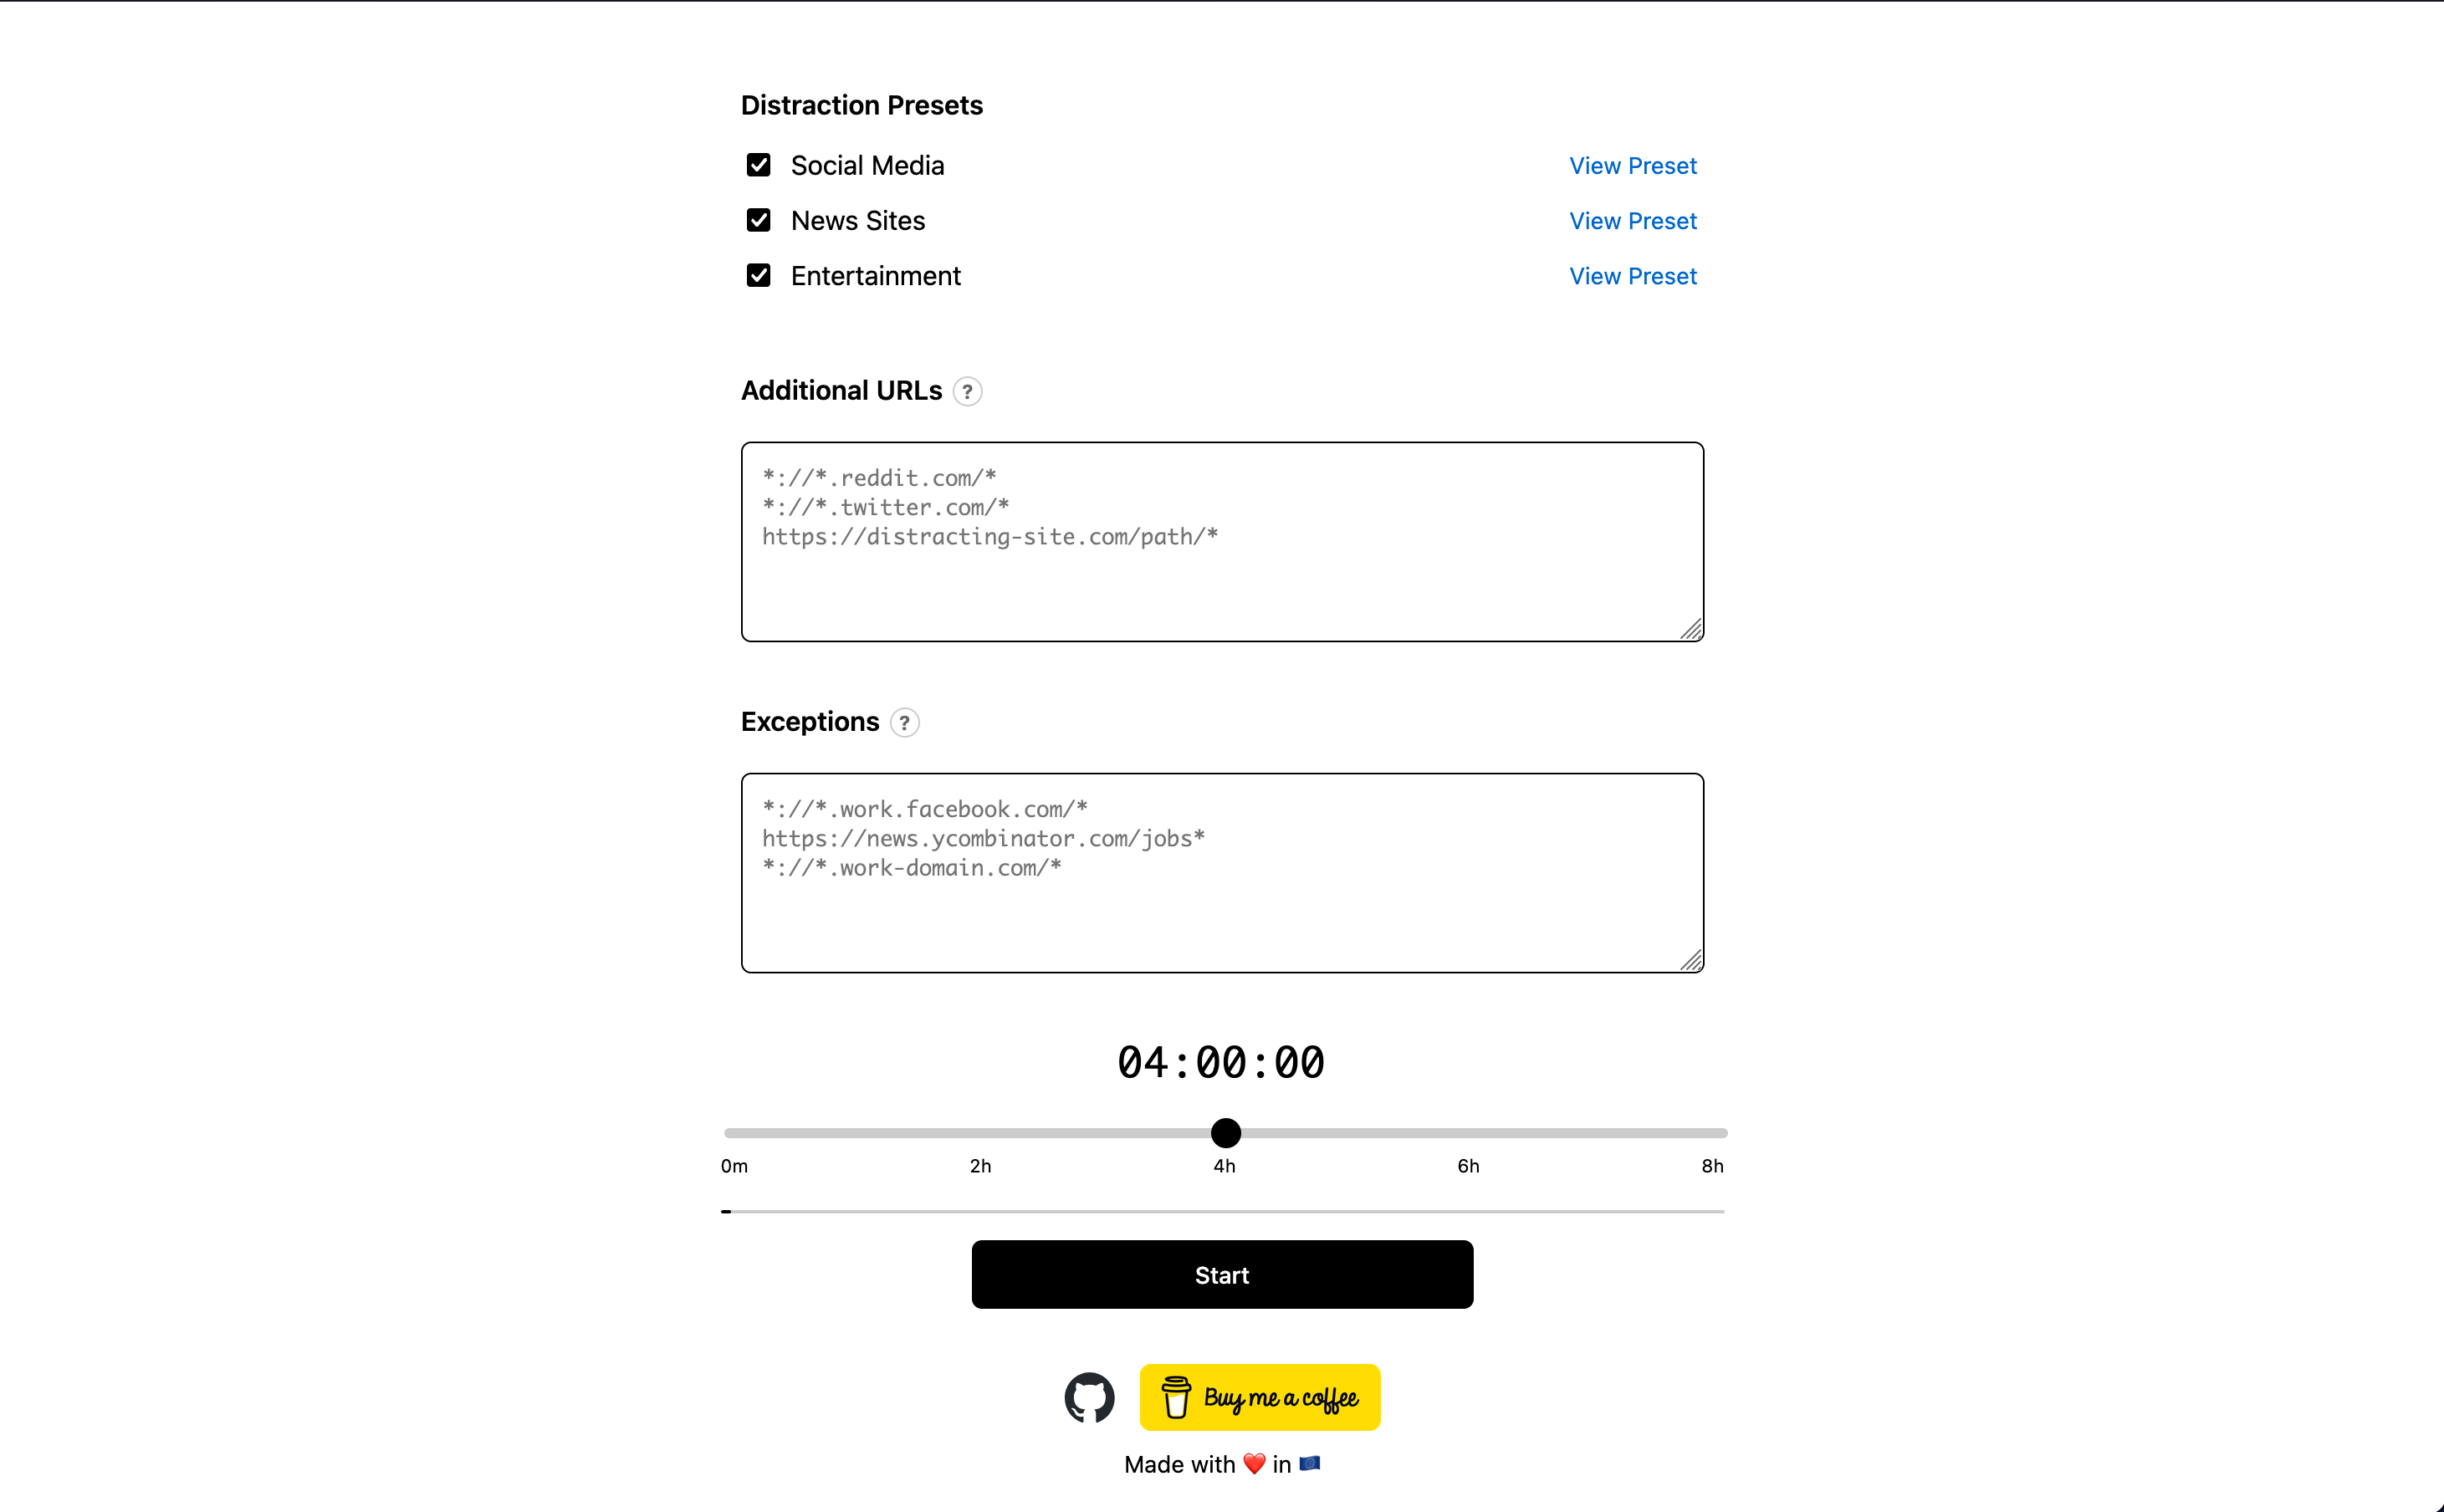 Distraction Presets
Social Media View Preset
News Sites View Preset
Entertainment View Preset
Additional URLs ?
*://*.reddit.com/*
*://*.twitter.com/*
https://distracting-site.com/path/*
Exceptions ?
*://*.work.facebook.com/*
https://news.ycombinator.com/jobs*
*://*.work-domain.com/*
04:00:00
0m 2h 4h 6h 8h
Start
Buy me a coffee
Made with ❤️ in 🇪🇺